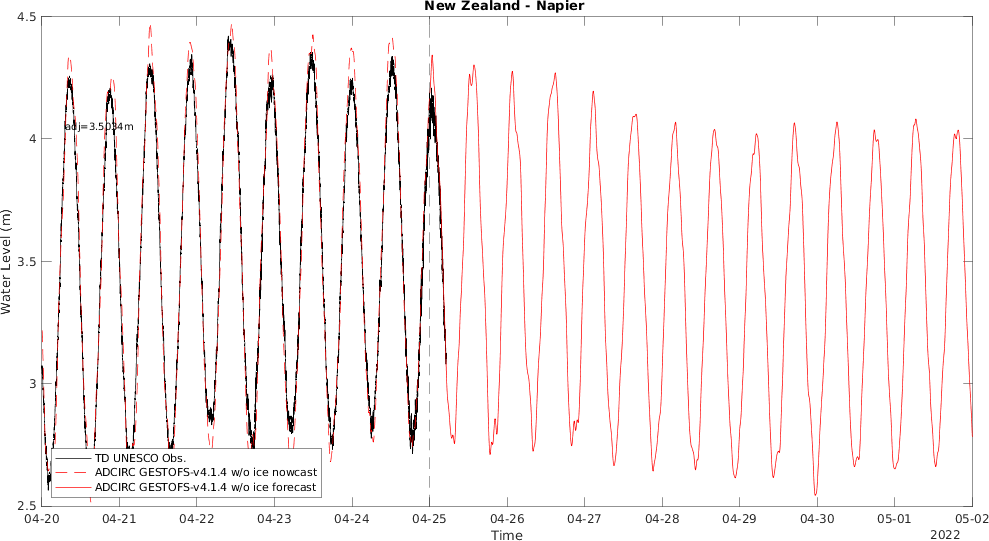 New Zealand - Napier
4.5
4
3.5
3
2.5
Water Level (m)
adj=3.5034m
TD UNESCO Obs.
ADCIRC GESTOFS-v4.1.4 w/o ice nowcast
ADCIRC GESTOFS-v4.1.4 w/o ice forecast
04-20 04-21 04-22 04-23 04-24 04-25 04-26 04-27 04-28 04-29 04-30 05-01 05-02
Time
2022